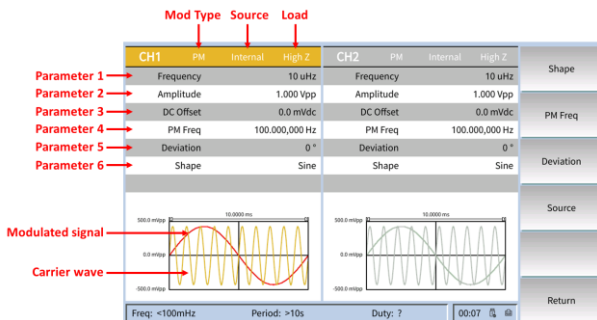 Mod Type Source Load
CH1 PM Internal High Z CH2 PM Internal High Z
Parameter 1 Frequency 10 uHz Frequency 10 uHz
Parameter 2 Amplitude 1.000 Vpp Amplitude 1.000 Vpp
Parameter 3 DC Offset 0.0 mVdc DC Offset 0.0 mVdc
Parameter 4 PM Freq 100.000,000 Hz PM Freq 100.000,000 Hz
Parameter 5 Deviation 0 ° Deviation 0 °
Parameter 6 Shape Sine Shape Sine
10.0000 ms 10.0000 ms
500.0 mVpp 500.0 mVpp
Modulated signal
0.0 mVpp 0.0 mVpp
Carrier wave
-500.0 mVpp -500.0 mVpp
Freq: <100mHz Period: >10s Duty: ? 00:07
Shape
PM Freq
Deviation
Source
Return